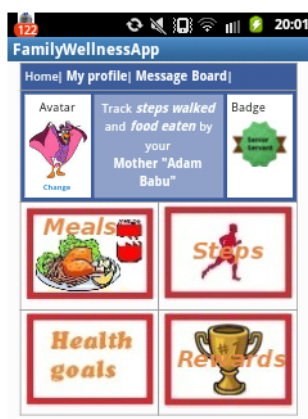 122
20:01
FamilyWellnessApp
Home| My profile| Message Board|
Avatar
Track steps walked
and food eaten by
your
Mother "Adam
Babu"
Badge
Change
Meals
Steps
Health
goals
#1
Rewards